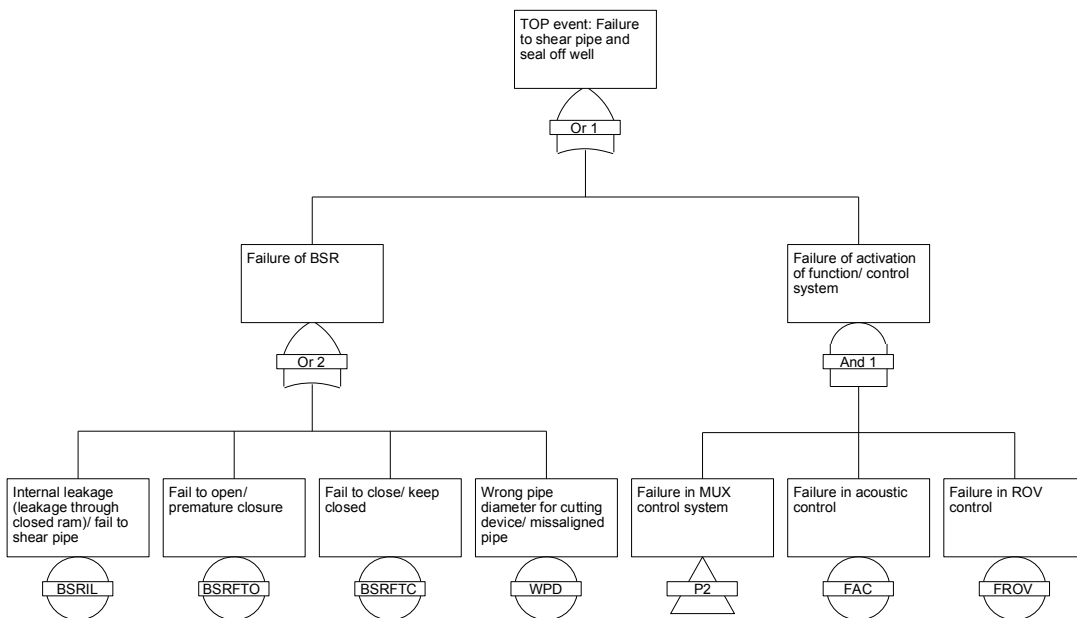 TOP event: Failure
to shear pipe and
seal off well
Or 1
Failure of BSR
Failure of activation
of function/ control
system
Or 2
And 1
Internal leakage
(leakage through
closed ram)/ fail to
shear pipe
Fail to open/
premature closure
Fail to close/ keep
closed
Wrong pipe
diameter for cutting
device/ missaligned
pipe
Failure in MUX
control system
Failure in acoustic
control
Failure in ROV
control
BSRIL
BSRFTO
BSRFTC
WPD
P2
FAC
FROV